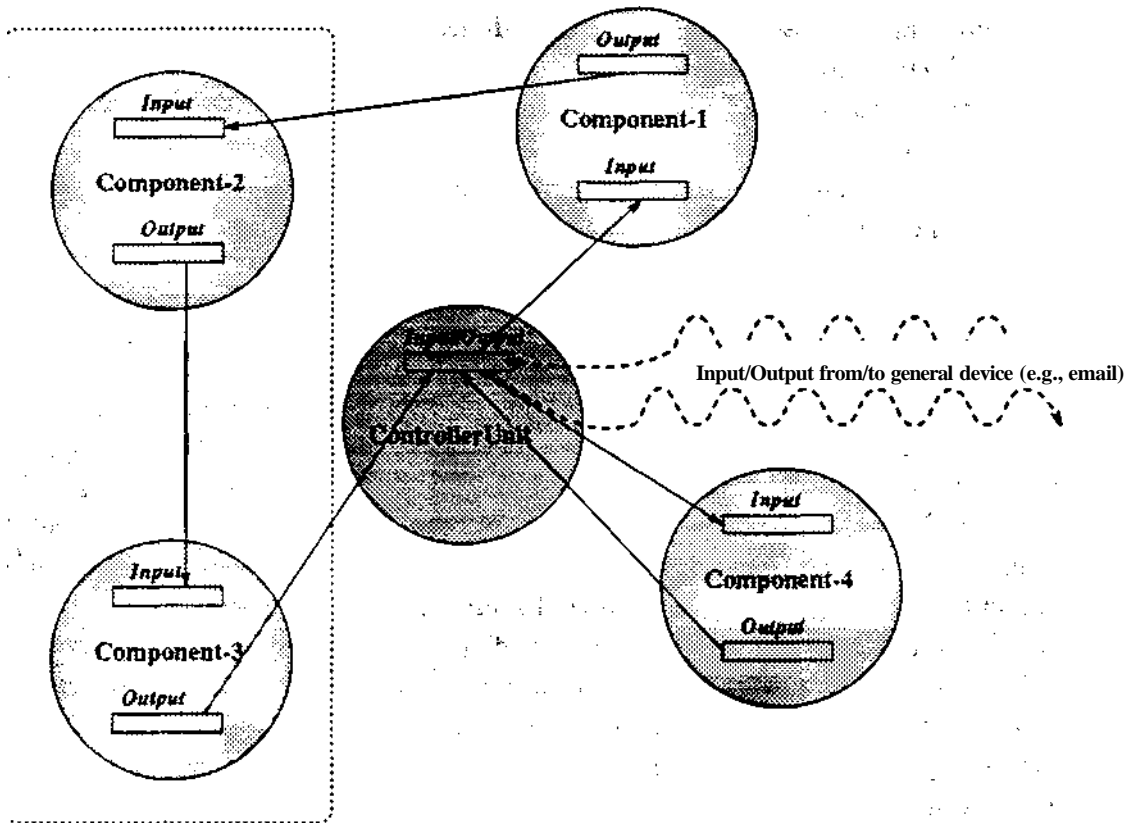 Output
Component-1
Input
Input
Component-2
Output
Input/Output
Controller Unit
Input/Output from/to general device (e.g., email)
Input
Component-4
Output
Input
Component-3
Output